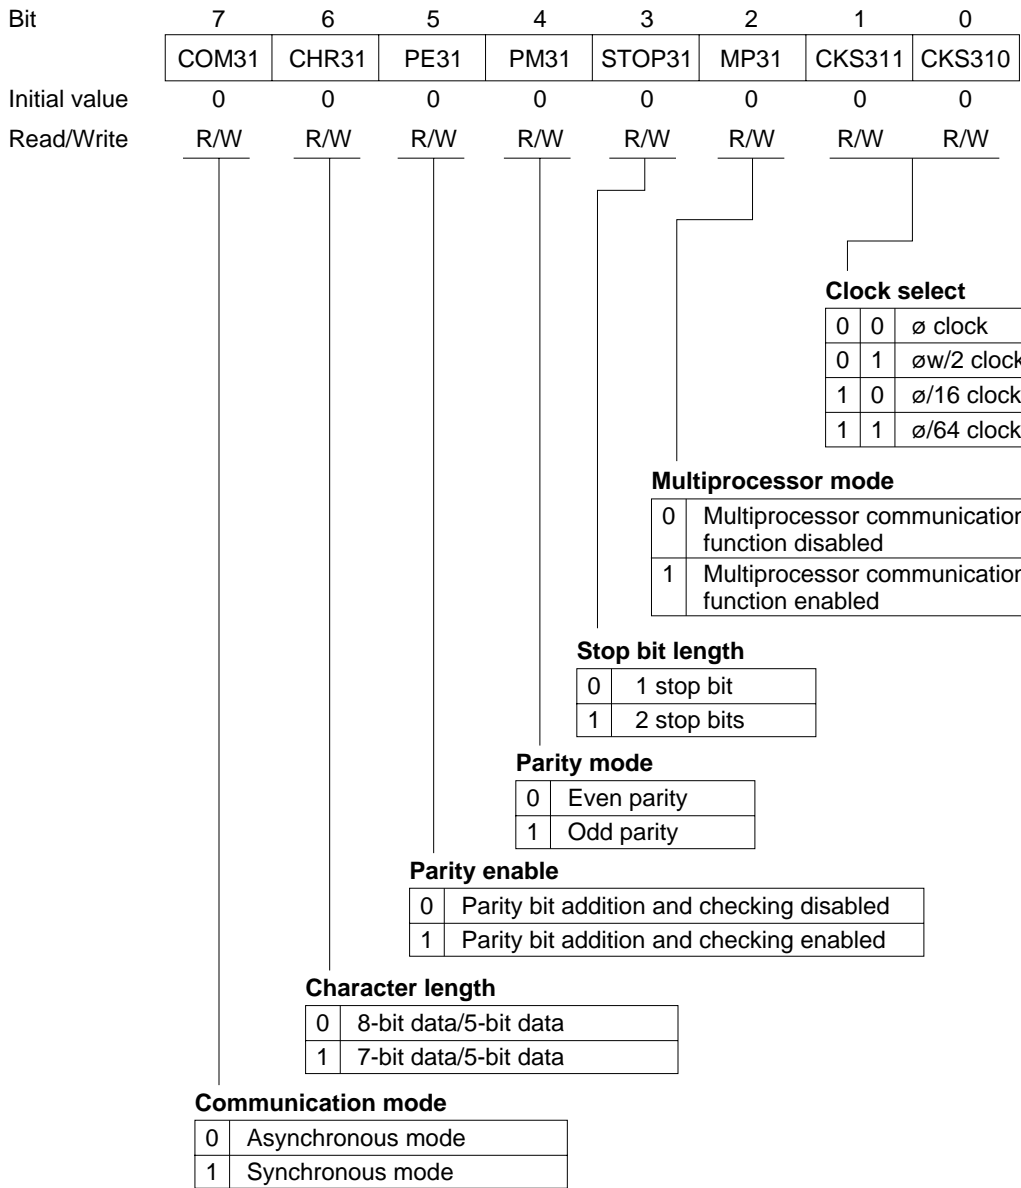 Bit 7 6 5 4 3 2 1 0
COM31 CHR31 PE31 PM31 STOP31 MP31 CKS311 CKS310
Initial value 0 0 0 0 0 0 0 0
Read/Write R/W R/W R/W R/W R/W R/W R/W R/W
Clock select
0 0 ø clock
0 1 øw/2 clock
1 0 ø/16 clock
1 1 ø/64 clock
Multiprocessor mode
0 Multiprocessor communication
function disabled
1 Multiprocessor communication
function enabled
Stop bit length
0 1 stop bit
1 2 stop bits
Parity mode
0 Even parity
1 Odd parity
Parity enable
0 Parity bit addition and checking disabled
1 Parity bit addition and checking enabled
Character length
0 8-bit data/5-bit data
1 7-bit data/5-bit data
Communication mode
0 Asynchronous mode
1 Synchronous mode